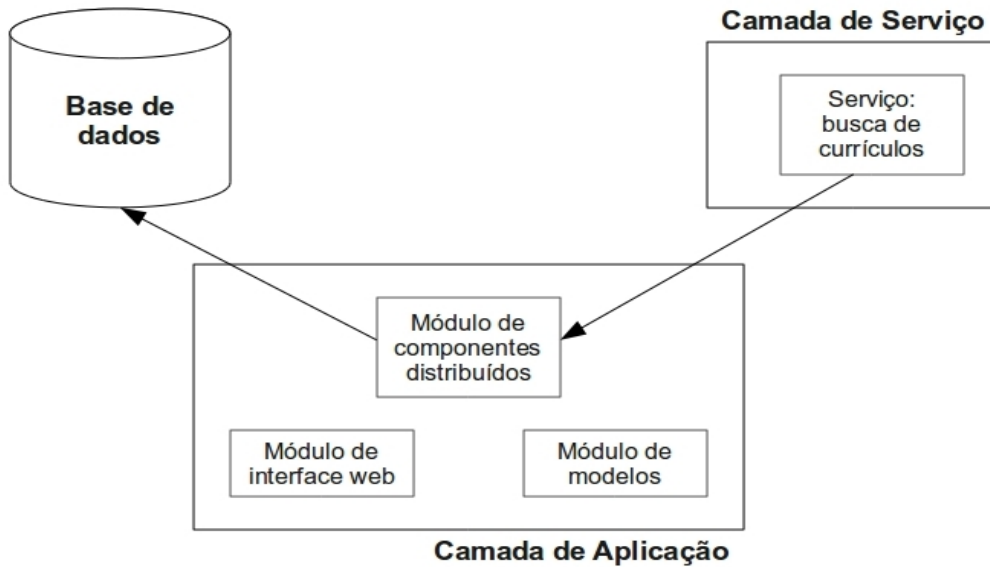 Camada de Serviço
Base de
dados
Serviço:
busca de
currículos
Módulo de
componentes
distribuídos
Módulo de
interface web
Módulo de
modelos
Camada de Aplicação